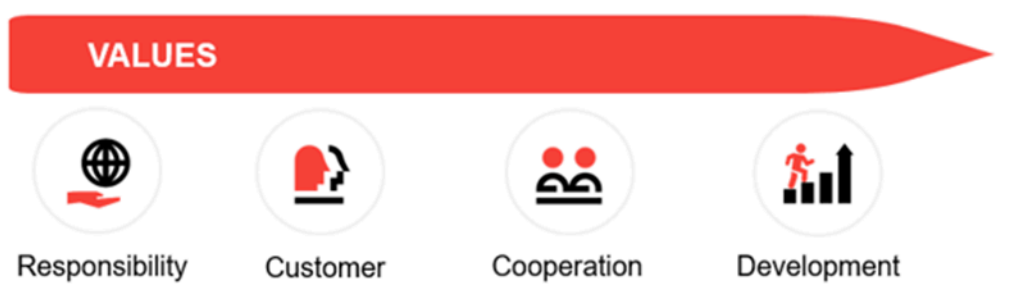 VALUES
Responsibility
Customer
Cooperation
Development